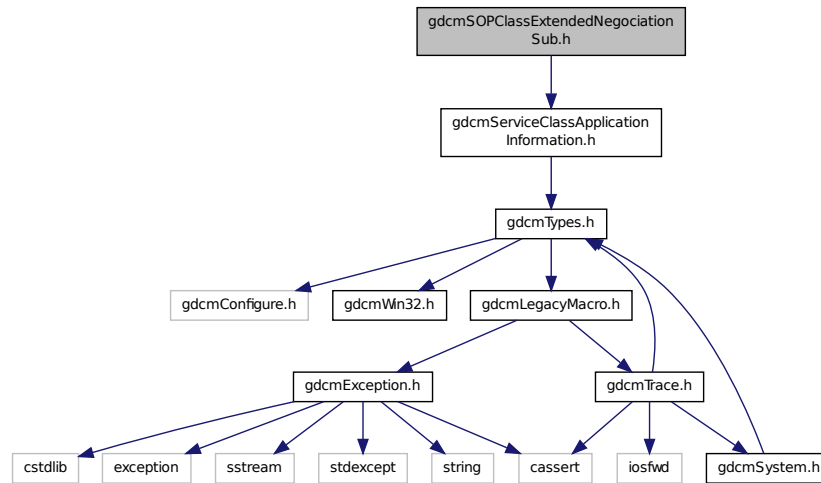 gdcmSOPClassExtendedNegociation
Sub.h
gdcmServiceClassApplication
Information.h
gdcmTypes.h
gdcmConfigure.h
gdcmWin32.h
gdcmLegacyMacro.h
gdcmException.h
gdcmTrace.h
cstdlib
exception
sstream
stdexcept
string
cassert
iosfwd
gdcmSystem.h